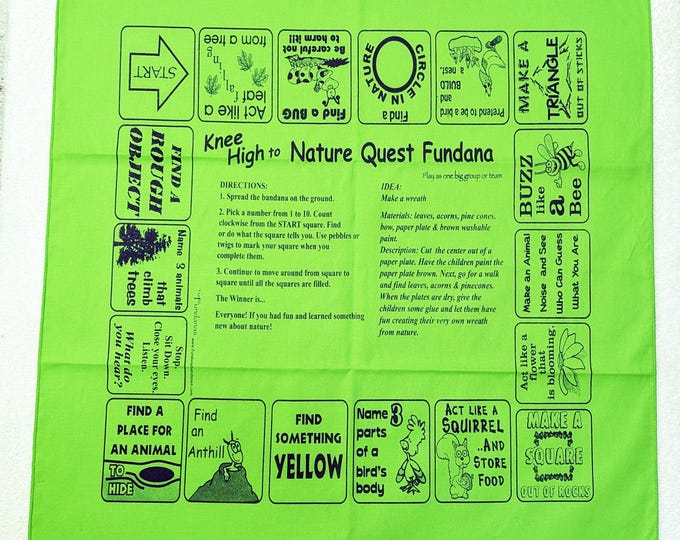 START
Act like a
leaf
falling
from a tree
Find a BUG
Be careful not
to harm it!!
Find a
CIRCLE IN NATURE
Pretend to be a bird
and
BUILD
a nest.
MAKE A
TRIANGLE
OUT OF STICKS
Knee
High to Nature Quest Fundana
Play as one big group or team
DIRECTIONS:
1. Spread the bandana on the ground.
2. Pick a number from 1 to 10. Count
clockwise from the START square. Find
or do what the square tells you. Use pebbles or
twigs to mark your square when you
complete them.
3. Continue to move around from square to
square until all the squares are filled.
The Winner is...
Everyone! If you had fun and learned something
new about nature!
IDEA:
Make a wreath
Materials: leaves, acorns, pine cones.
bow, paper plate & brown washable
paint.
Description: Cut the center out of a
paper plate. Have the children paint the
paper plate brown. Next, go for a walk
and find leaves, acorns & pinecones.
When the plates are dry, give the
children some glue and let them have
fun creating their very own wreath
from nature.
BUZZ
like
a
Bee
Make an Animal
Noise and See
Who Can Guess
What You Are.
Act like a
flower
that
is blooming.
MAKE A
SQUARE
OUT OF ROCKS
ACT LIKE A
SQUIRREL
..AND
STORE
FOOD
Name 3
parts
of a
bird's
body
FIND
SOMETHING
YELLOW
Find
an
Anthill
FIND A
PLACE FOR
AN ANIMAL
TO
HIDE
Stop.
Sit Down.
Close your eyes.
Listen.
What do
you hear?
Name 3 animals
that
climb
trees
FIND A
ROUGH
OBJECT